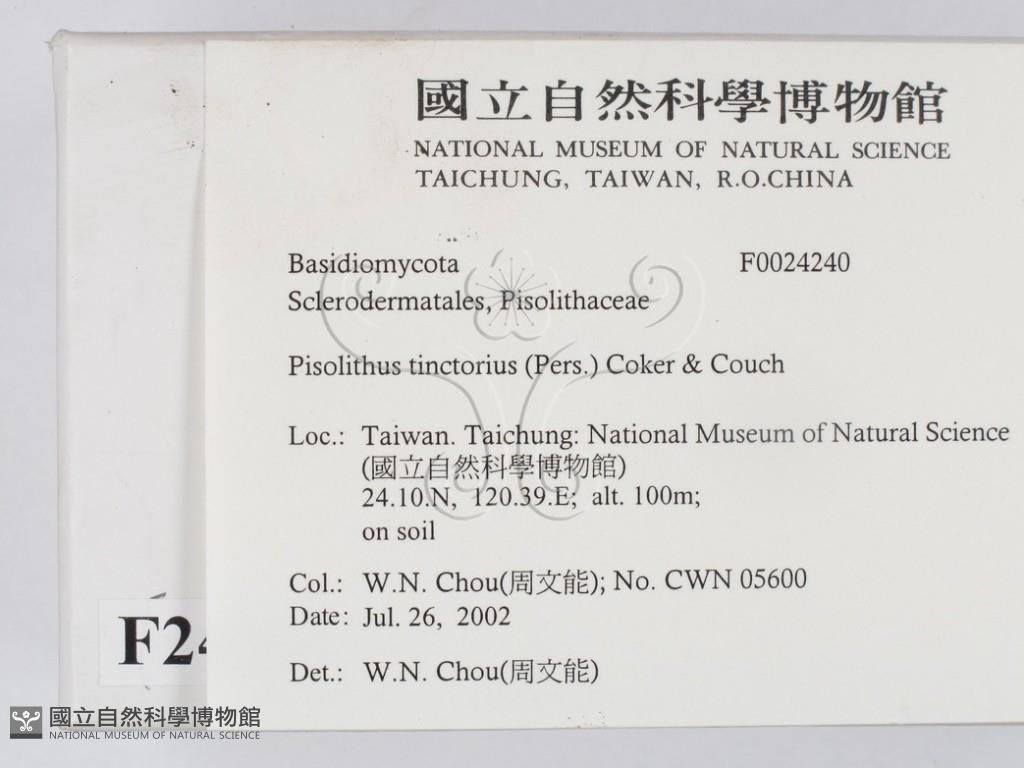 國立自然科學博物館
NATIONAL MUSEUM OF NATURAL SCIENCE
TAICHUNG, TAIWAN, R.O.CHINA
Basidiomycota F0024240
Sclerodermatales, Pisolithaceae
Pisolithus tinctorius (Pers.) Coker & Couch
Loc.: Taiwan. Taichung: National Museum of Natural Science
(國立自然科學博物館)
24.10.N, 120.39.E; alt. 100m;
on soil
Col.: W.N. Chou(周文能); No. CWN 05600
Date: Jul. 26, 2002
Det.: W.N. Chou(周文能)
F24
國立自然科學博物館
NATIONAL MUSEUM OF NATURAL SCIENCE